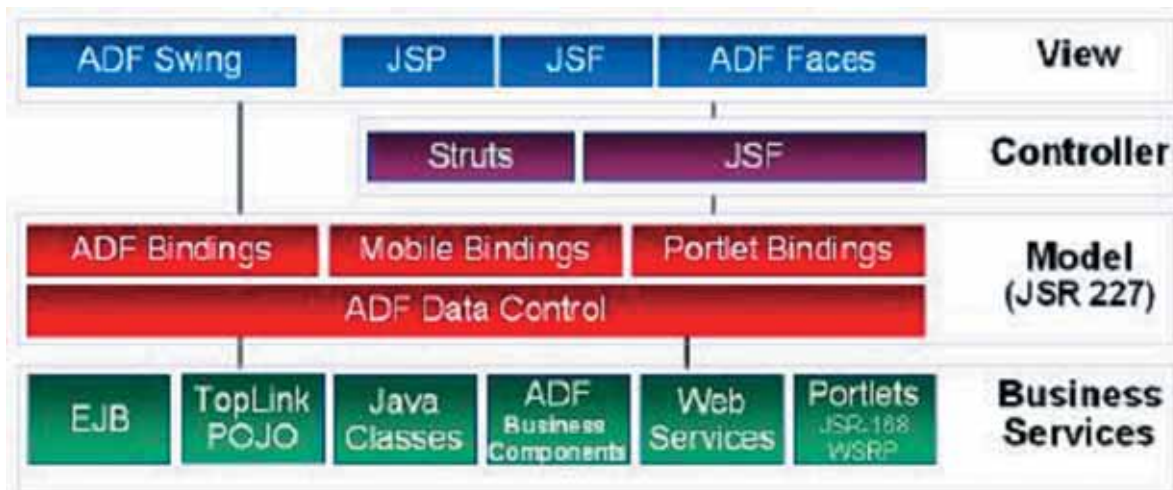 ADF Swing
JSP
JSF
ADF Faces
View
Struts
JSF
Controller
ADF Bindings
Mobile Bindings
Portlet Bindings
ADF Data Control
Model
(JSR 227)
EJB
TopLink
POJO
Java
Classes
ADF
Business
Components
Web
Services
Portlets
JSR-168
WSRP
Business
Services